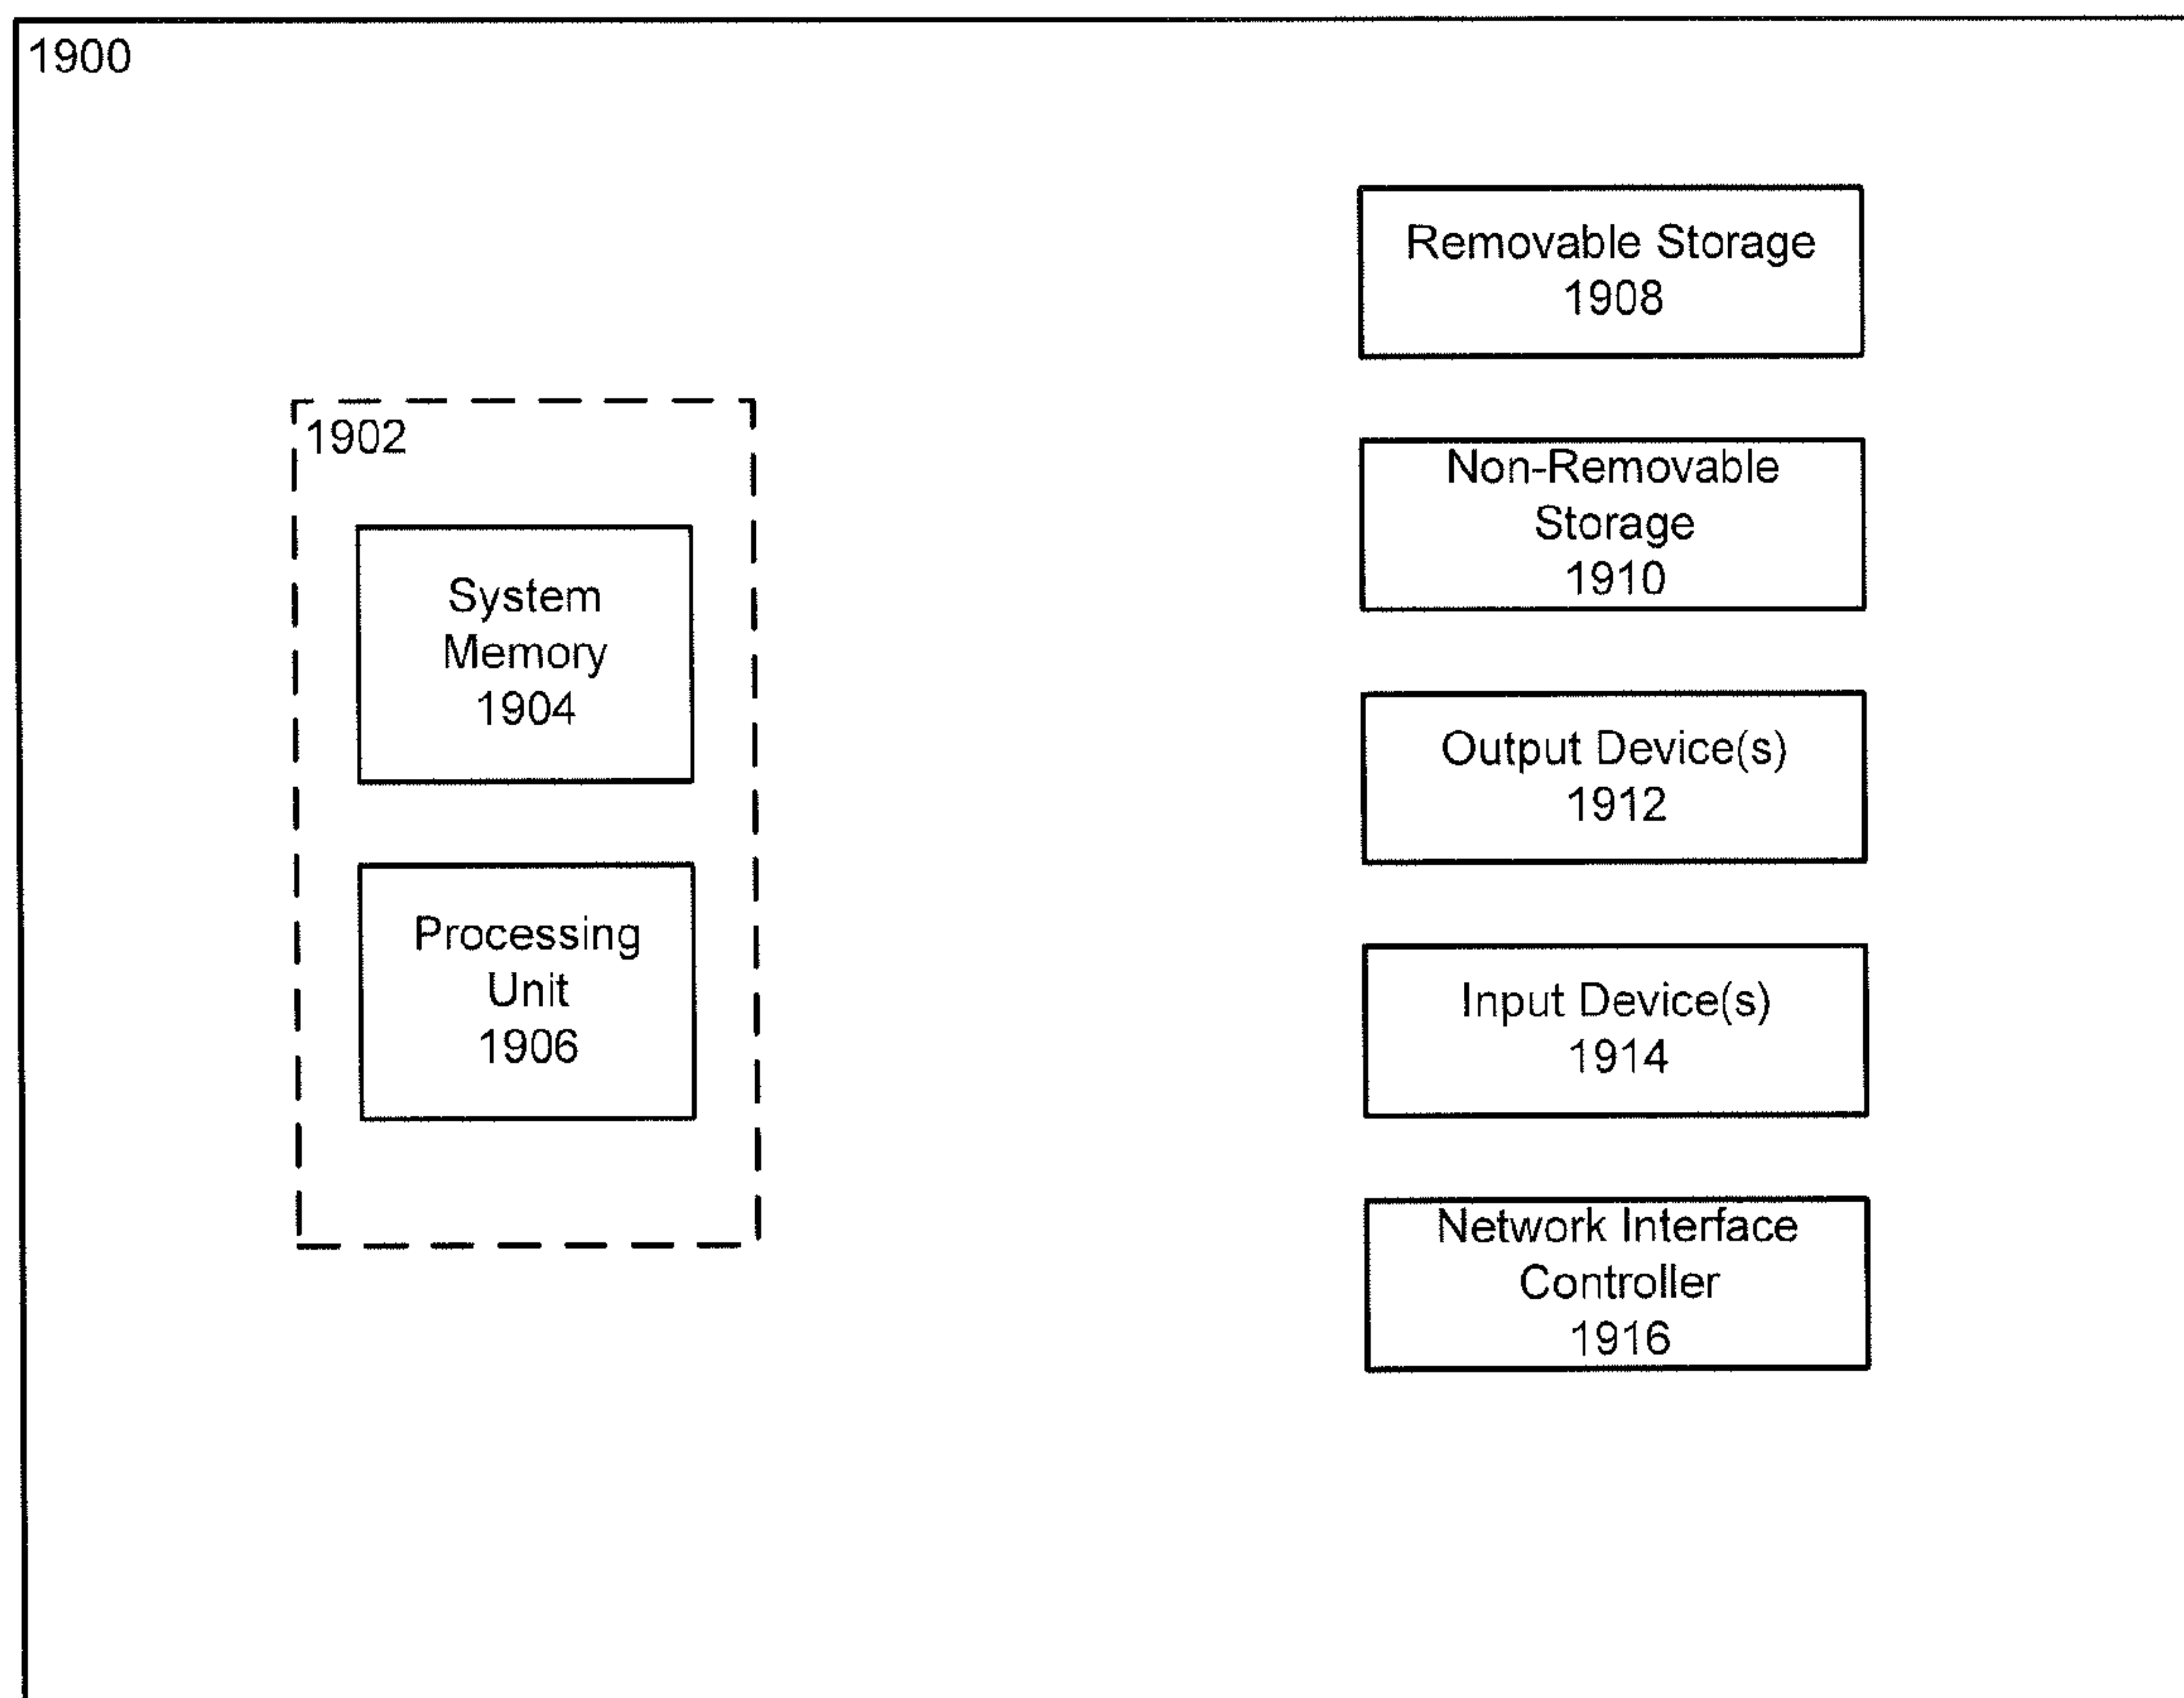 1900
1902
System
Memory
1904
Processing
Unit
1906
Removable Storage
1908
Non-Removable
Storage
1910
Output Device(s)
1912
Input Device(s)
1914
Network Interface
Controller
1916